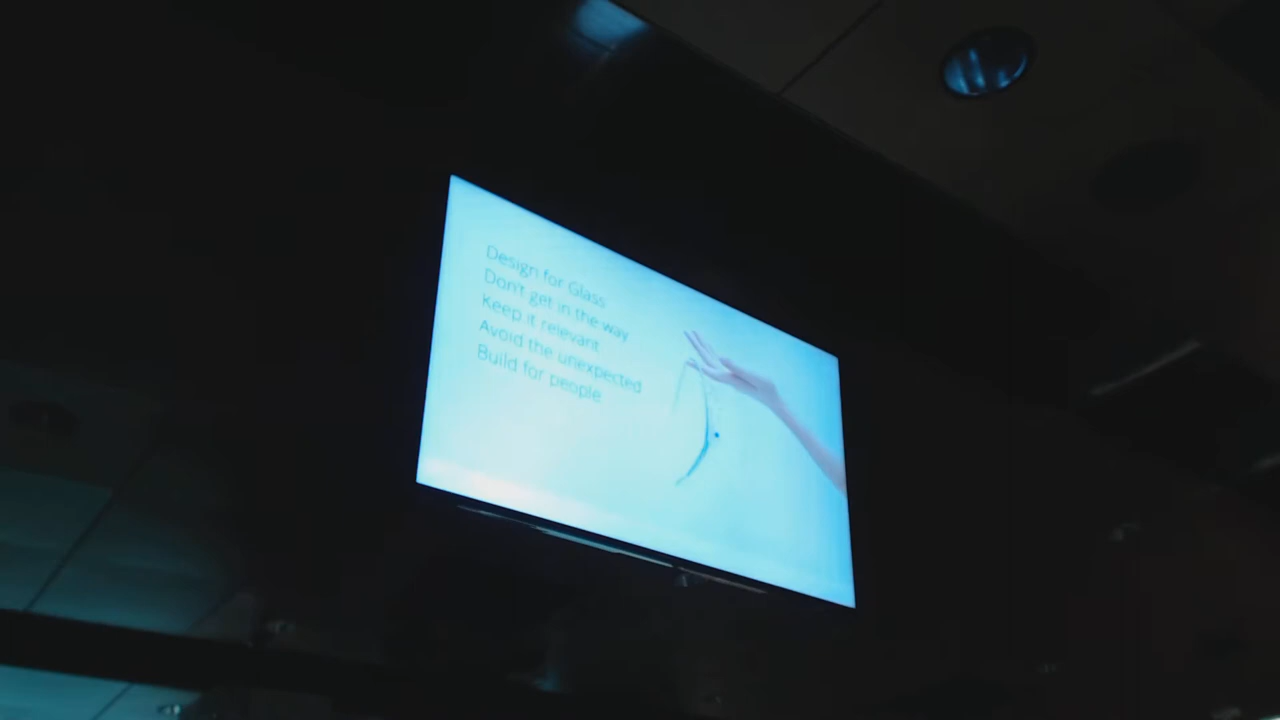 Design for Glass
Don't get in the way
Keep it relevant
Avoid the unexpected
Build for people